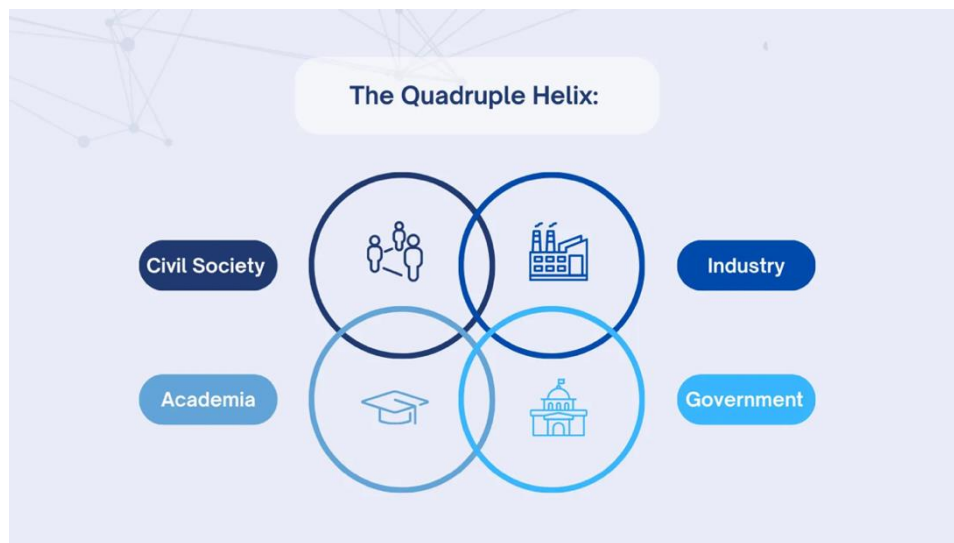 The Quadruple Helix:
Civil Society
Industry
Academia
Government